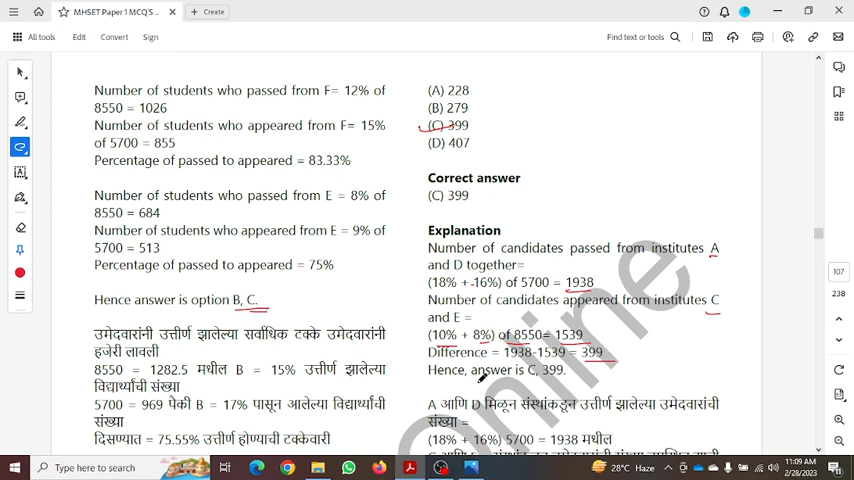 MHSET Paper 1 MCQ'S ...
Create
All tools
Edit
Convert
Sign
Find text or tools
Number of students who passed from F= 12% of
8550 = 1026
Number of students who appeared from F= 15%
of 5700 = 855
Percentage of passed to appeared = 83.33%
Number of students who passed from E = 8% of
8550 = 684
Number of students who appeared from E = 9% of
5700 = 513
Percentage of passed to appeared = 75%
Hence answer is option B, C.
उमेदवारांनी उत्तीर्ण झालेल्या सर्वाधिक टक्के उमेदवारांनी
हजेरी लावली
8550 = 1282.5 मधील B = 15% उत्तीर्ण झालेल्या
विद्यार्थ्यांची संख्या
5700 = 969 पैकी B = 17% पासून आलेल्या विद्यार्थ्यांची
संख्या
दिसण्यात = 75.55% उत्तीर्ण होण्याची टक्केवारी
(A) 228
(B) 279
(C) 399
(D) 407
Correct answer
(C) 399
Explanation
Number of candidates passed from institutes A
and D together=
(18% + 16%) of 5700 = 1938
Number of candidates appeared from institutes C
and E =
(10% + 8%) of 8550= 1539
Difference = 1938-1539 = 399
Hence, answer is C, 399.
A आणि D मिळून संस्थांकडून उत्तीर्ण झालेल्या उमेदवारांची
संख्या =
(18% + 16%) 5700 = 1938 मधील
Online
107
238
Type here to search
28°C Haze
11:09 AM
2/28/2023